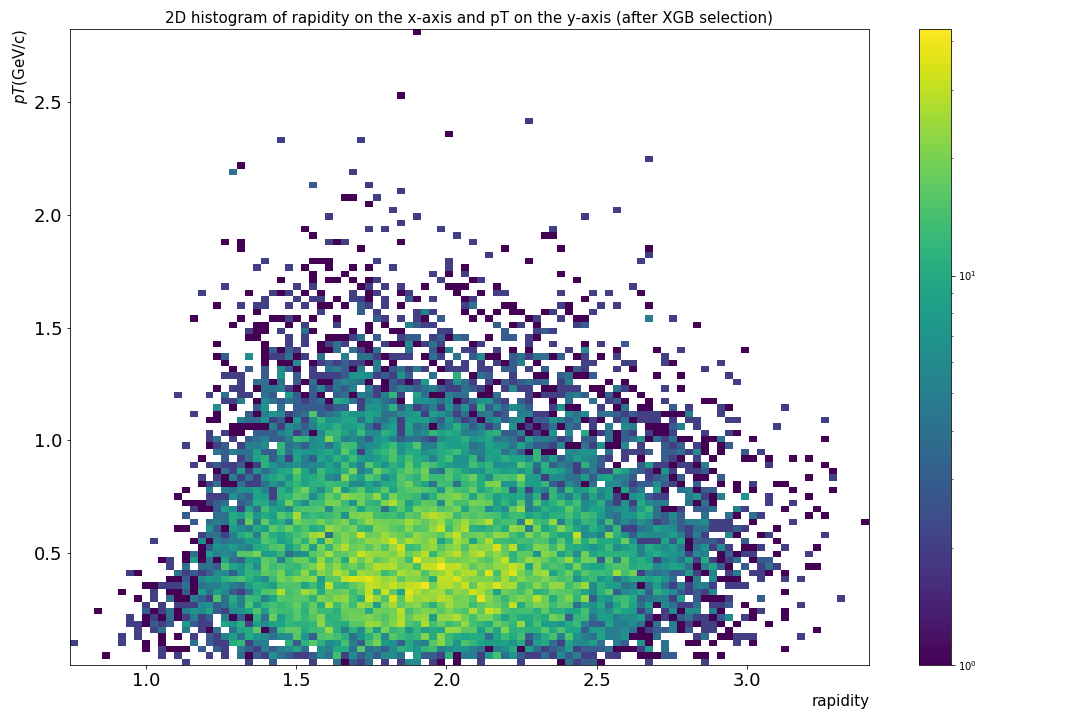 2D histogram of rapidity on the x-axis and pT on the y-axis (after XGB selection)
pT(GeV/c)
2.5
2.0
1.5
1.0
0.5
1.0 1.5 2.0 2.5 3.0
rapidity
10¹
10⁰